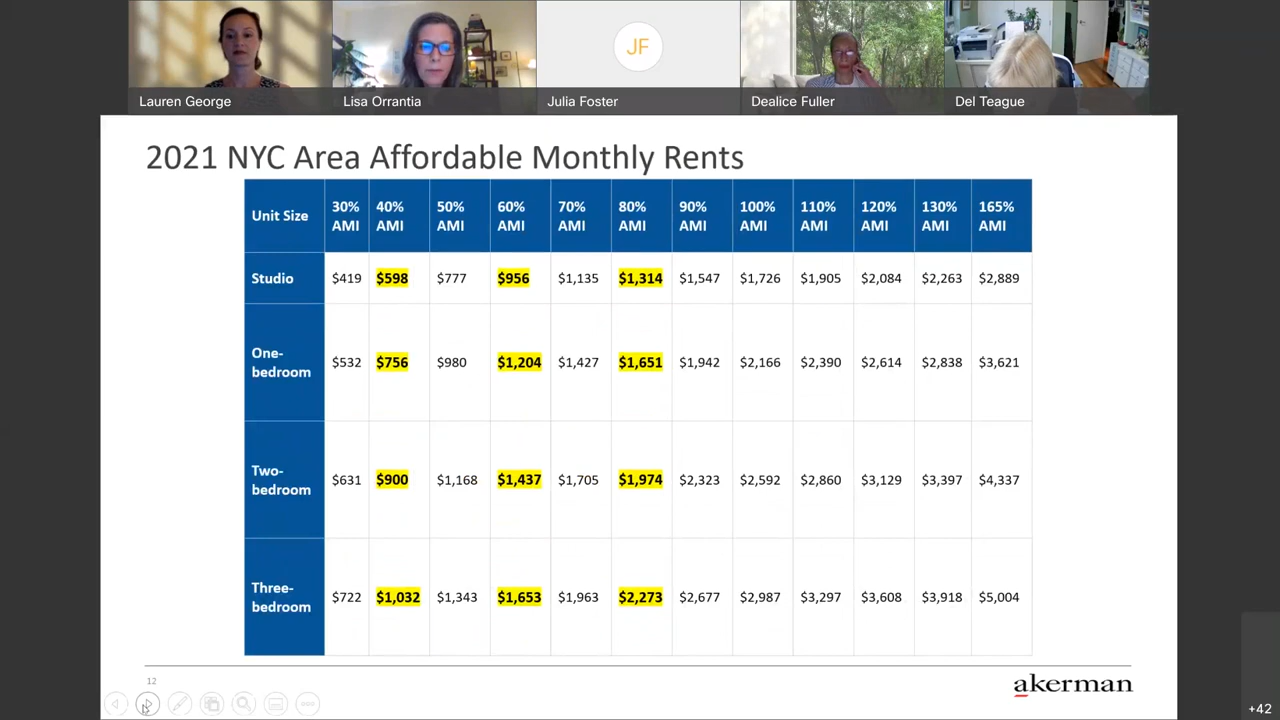 JF
Lauren George
Lisa Orrantia
Julia Foster
Dealice Fuller
Del Teague
2021 NYC Area Affordable Monthly Rents
Unit Size 30% AMI 40% AMI 50% AMI 60% AMI 70% AMI 80% AMI 90% AMI 100% AMI 110% AMI 120% AMI 130% AMI 165% AMI
Studio $419 $598 $777 $956 $1,135 $1,314 $1,547 $1,726 $1,905 $2,084 $2,263 $2,889
One-bedroom $532 $756 $980 $1,204 $1,427 $1,651 $1,942 $2,166 $2,390 $2,614 $2,838 $3,621
Two-bedroom $631 $900 $1,168 $1,437 $1,705 $1,974 $2,323 $2,592 $2,860 $3,129 $3,397 $4,337
Three-bedroom $722 $1,032 $1,343 $1,653 $1,963 $2,273 $2,677 $2,987 $3,297 $3,608 $3,918 $5,004
12
akerman
+42